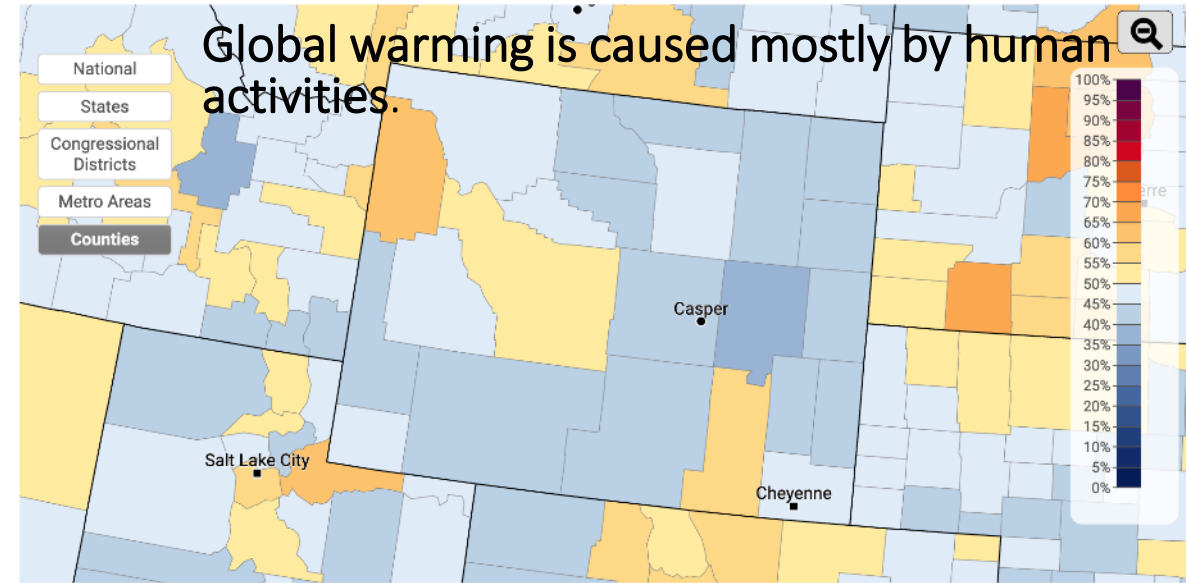 Global warming is caused mostly by human
activities.
National
States
Congressional
Districts
Metro Areas
Counties
100%
95%
90%
85%
80%
75%
70%
65%
60%
55%
50%
45%
40%
35%
30%
25%
20%
15%
10%
5%
0%
erre
Casper
Salt Lake City
Cheyenne